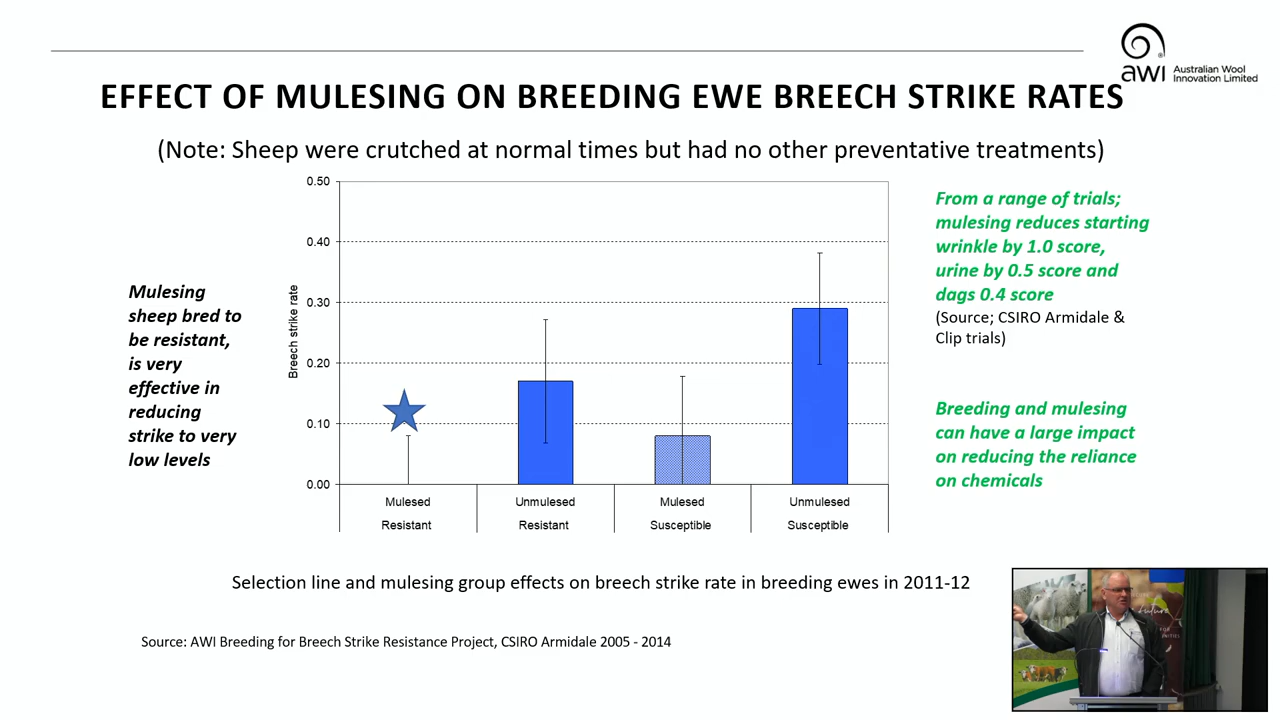 awi Australian Wool
Innovation Limited
EFFECT OF MULESING ON BREEDING EWE BREECH STRIKE RATES
(Note: Sheep were crutched at normal times but had no other preventative treatments)
Mulesing
sheep bred to
be resistant,
is very
effective in
reducing
strike to very
low levels
Breech strike rate
0.50
0.40
0.30
0.20
0.10
0.00
Mulesed Unmulesed Mulesed Unmulesed
Resistant Resistant Susceptible Susceptible
From a range of trials;
mulesing reduces starting
wrinkle by 1.0 score,
urine by 0.5 score and
dags 0.4 score
(Source; CSIRO Armidale &
Clip trials)
Breeding and mulesing
can have a large impact
on reducing the reliance
on chemicals
Selection line and mulesing group effects on breech strike rate in breeding ewes in 2011-12
Source: AWI Breeding for Breech Strike Resistance Project, CSIRO Armidale 2005 - 2014
future